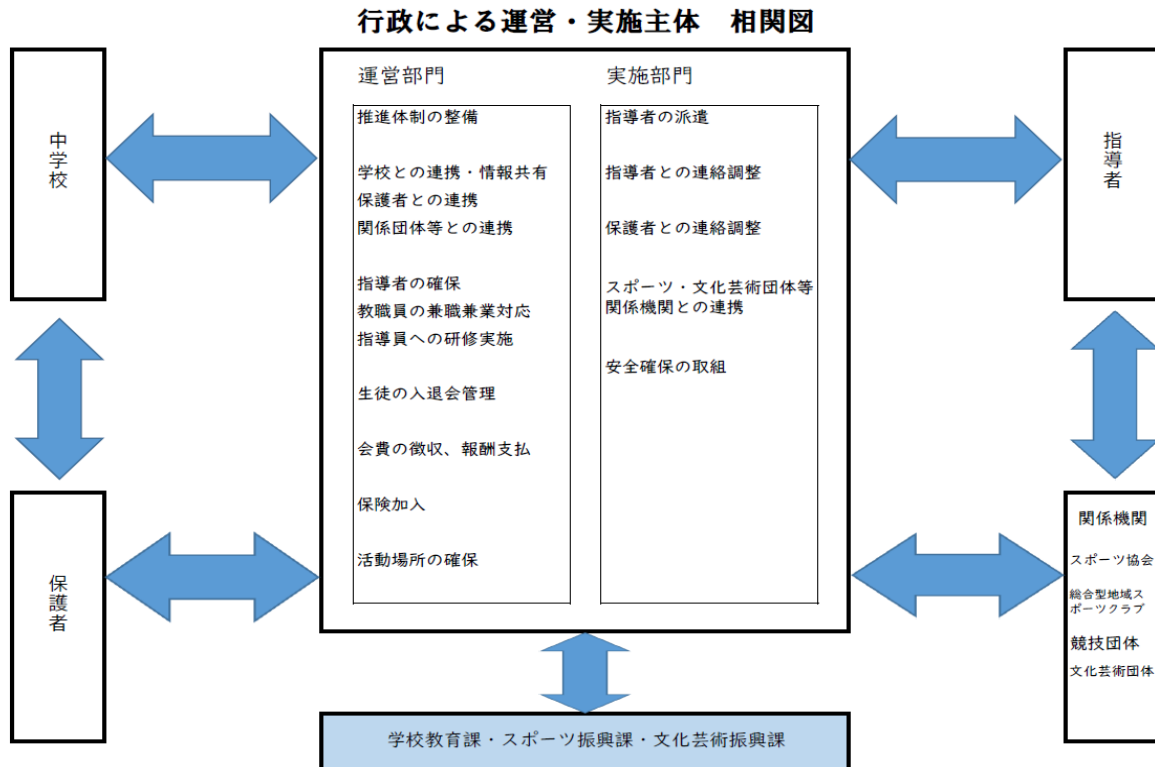 行政による運営・実施主体　相関図
中学校
運営部門
推進体制の整備
学校との連携・情報共有
保護者との連携
関係団体等との連携
指導者の確保
教職員の兼職兼業対応
指導員への研修実施
生徒の入退会管理
会費の徴収、報酬支払
保険加入
活動場所の確保
実施部門
指導者の派遣
指導者との連絡調整
保護者との連絡調整
スポーツ・文化芸術団体等
関係機関との連携
安全確保の取組
指導者
保護者
関係機関
スポーツ協会
総合型地域ス
ポーツクラブ
競技団体
文化芸術団体
学校教育課・スポーツ振興課・文化芸術振興課